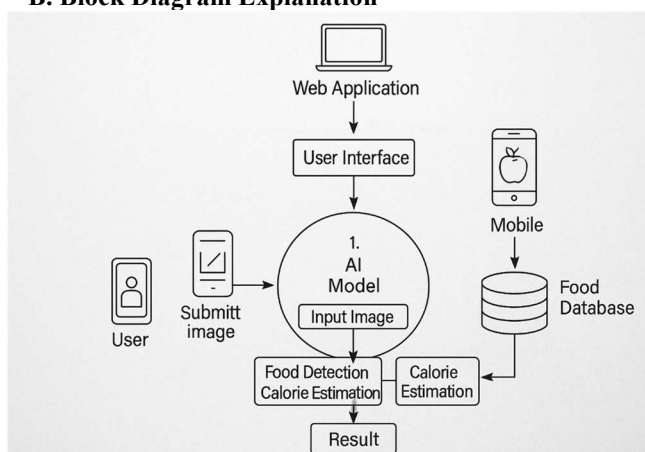 B. Block Diagram Explanation
Web Application
User Interface
Mobile
1.
AI
Model
Input Image
User
Submitt
image
Food
Database
Food Detection
Calorie Estimation
Calorie
Estimation
Result